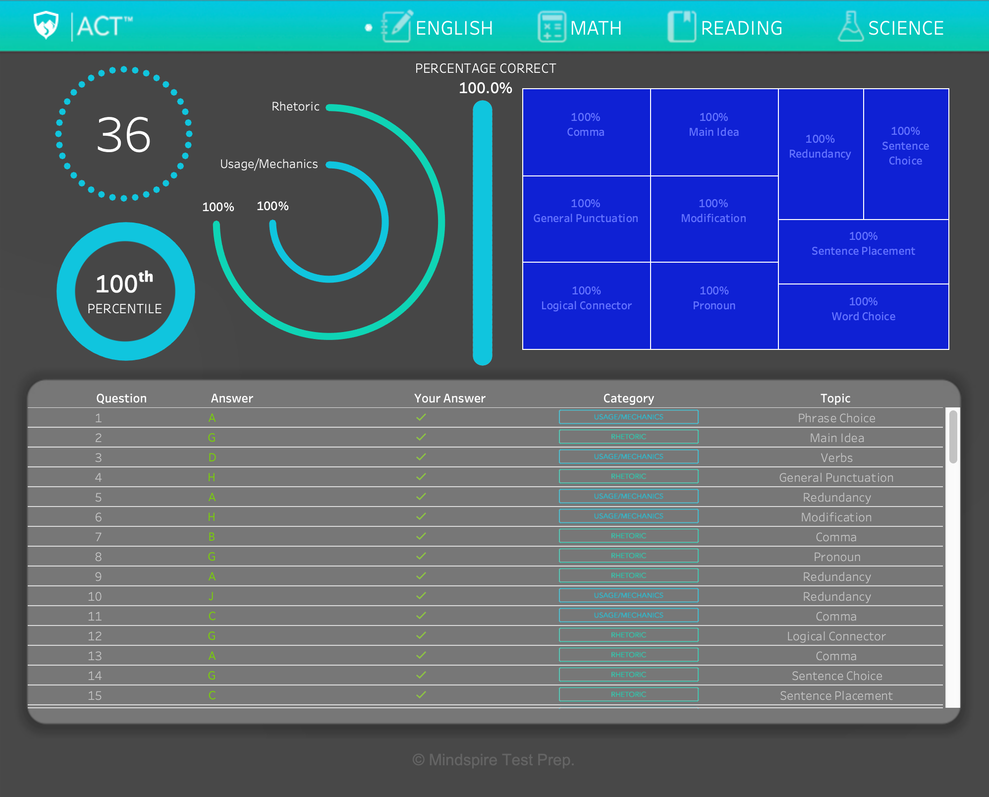 ACT™
ENGLISH
MATH
READING
SCIENCE
36
100th
PERCENTILE
Rhetoric
Usage/Mechanics
100%
100%
PERCENTAGE CORRECT
100.0%
100%
Comma
100%
Main Idea
100%
Redundancy
100%
Sentence
Choice
100%
General Punctuation
100%
Modification
100%
Sentence Placement
100%
Logical Connector
100%
Pronoun
100%
Word Choice
Question Answer Your Answer Category Topic
1 A ✓ USAGE/MECHANICS Phrase Choice
2 G ✓ RHETORIC Main Idea
3 D ✓ USAGE/MECHANICS Verbs
4 H ✓ RHETORIC General Punctuation
5 A ✓ USAGE/MECHANICS Redundancy
6 H ✓ USAGE/MECHANICS Modification
7 B ✓ RHETORIC Comma
8 G ✓ RHETORIC Pronoun
9 A ✓ RHETORIC Redundancy
10 J ✓ USAGE/MECHANICS Redundancy
11 C ✓ USAGE/MECHANICS Comma
12 G ✓ RHETORIC Logical Connector
13 A ✓ RHETORIC Comma
14 G ✓ RHETORIC Sentence Choice
15 C ✓ RHETORIC Sentence Placement
© Mindspire Test Prep.